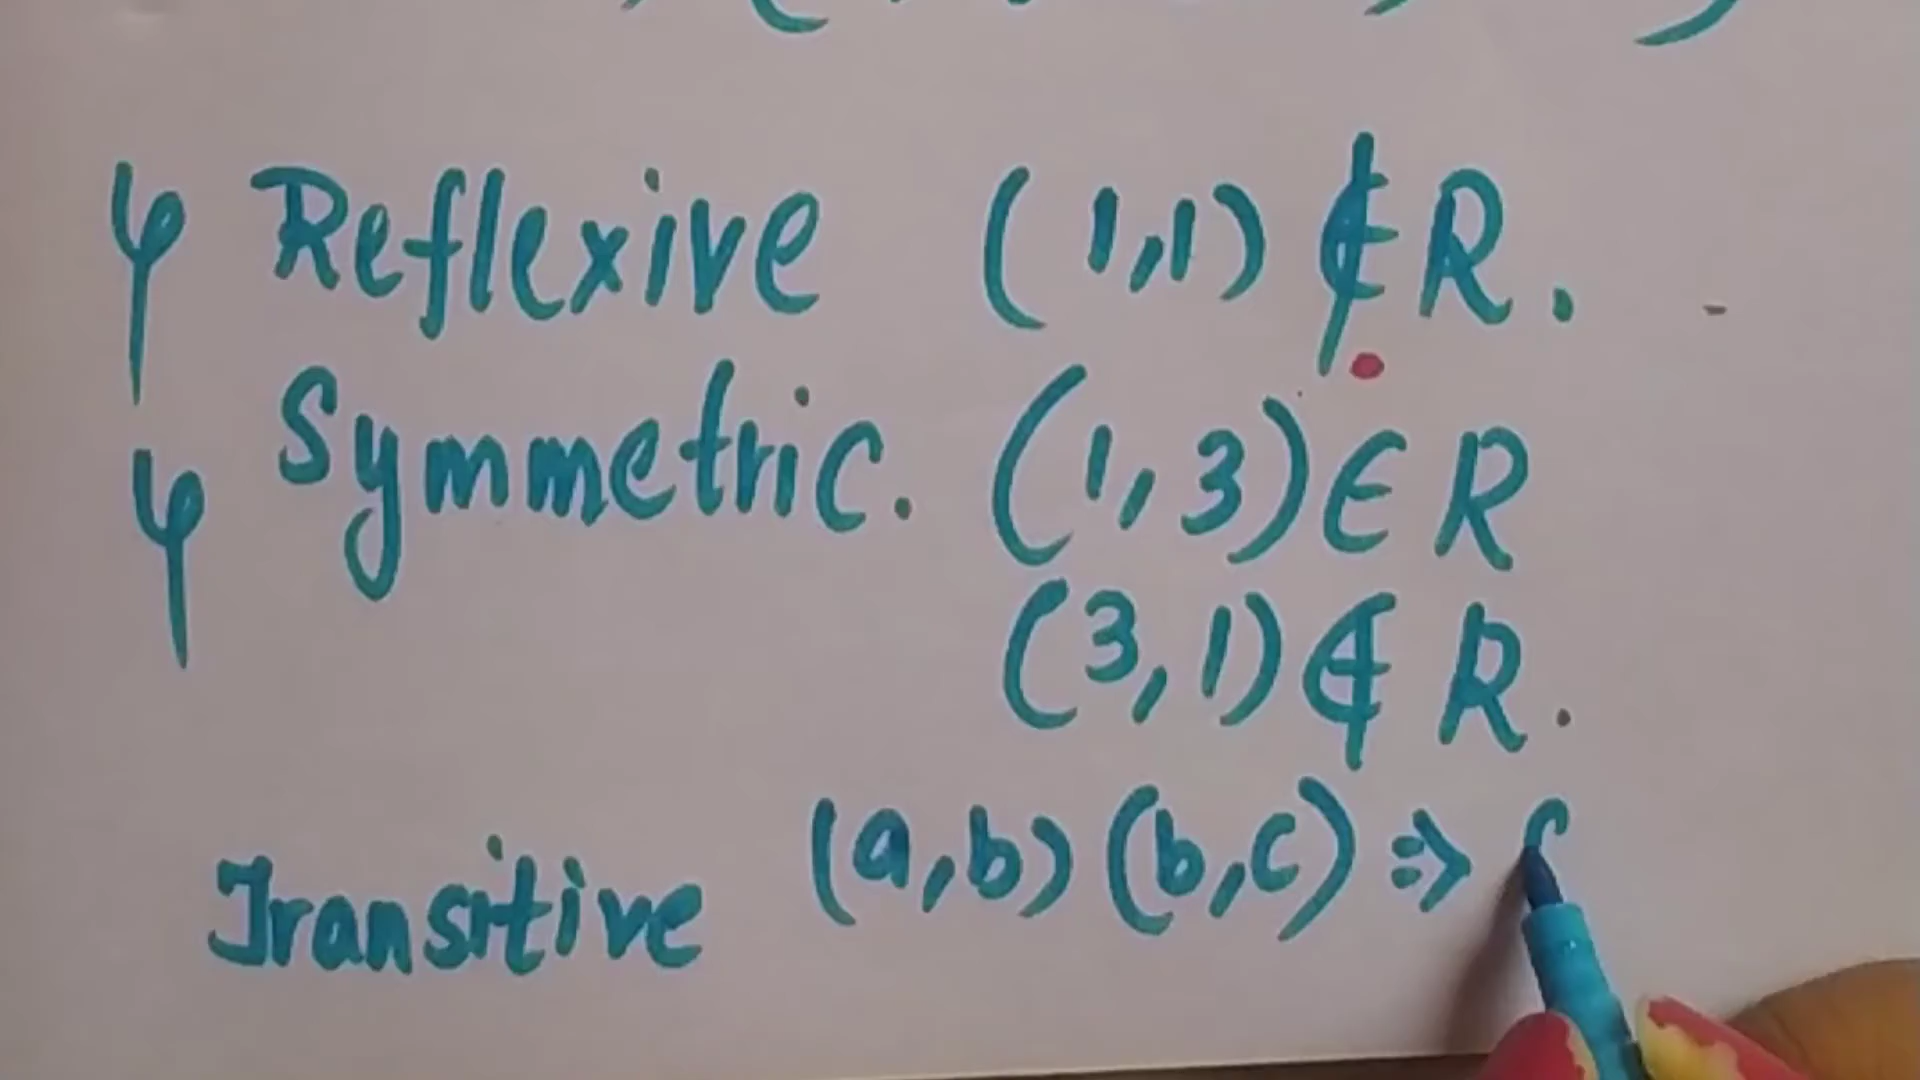 φ Reflexive (1,1) ∉ R.
φ Symmetric. (1,3) ∈ R
(3,1) ∉ R.
Transitive (a,b) (b,c) ⇒